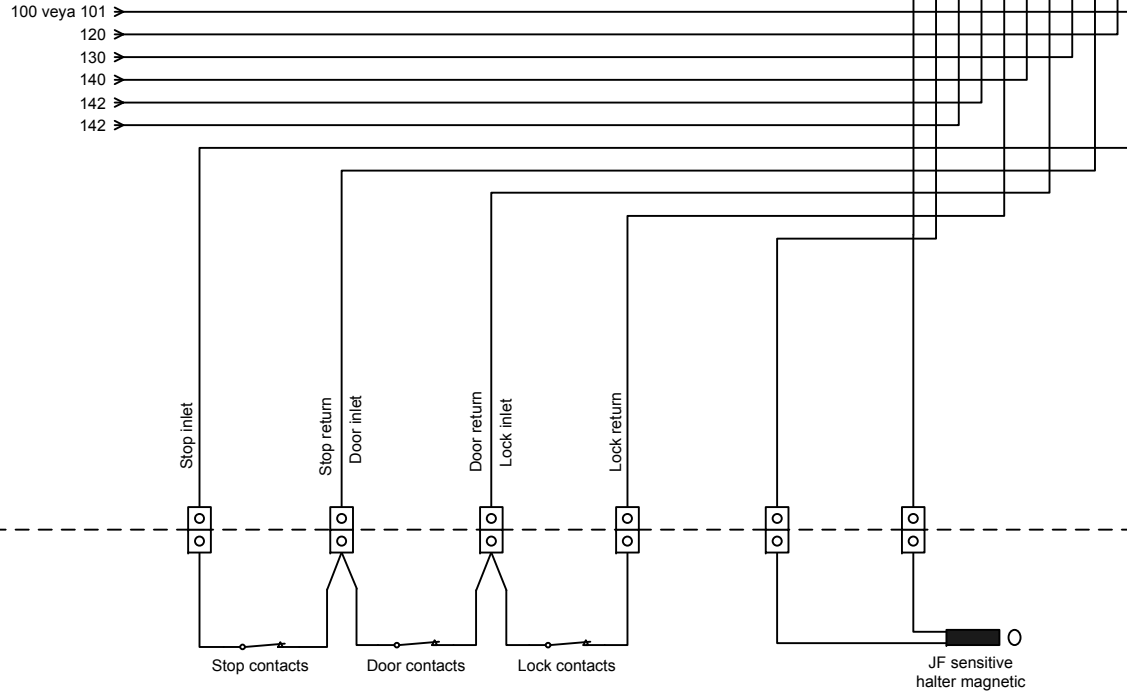 100 veya 101
120
130
140
142
142
Stop inlet
Stop return
Door inlet
Door return
Lock inlet
Lock return
Stop contacts
Door contacts
Lock contacts
JF sensitive
halter magnetic